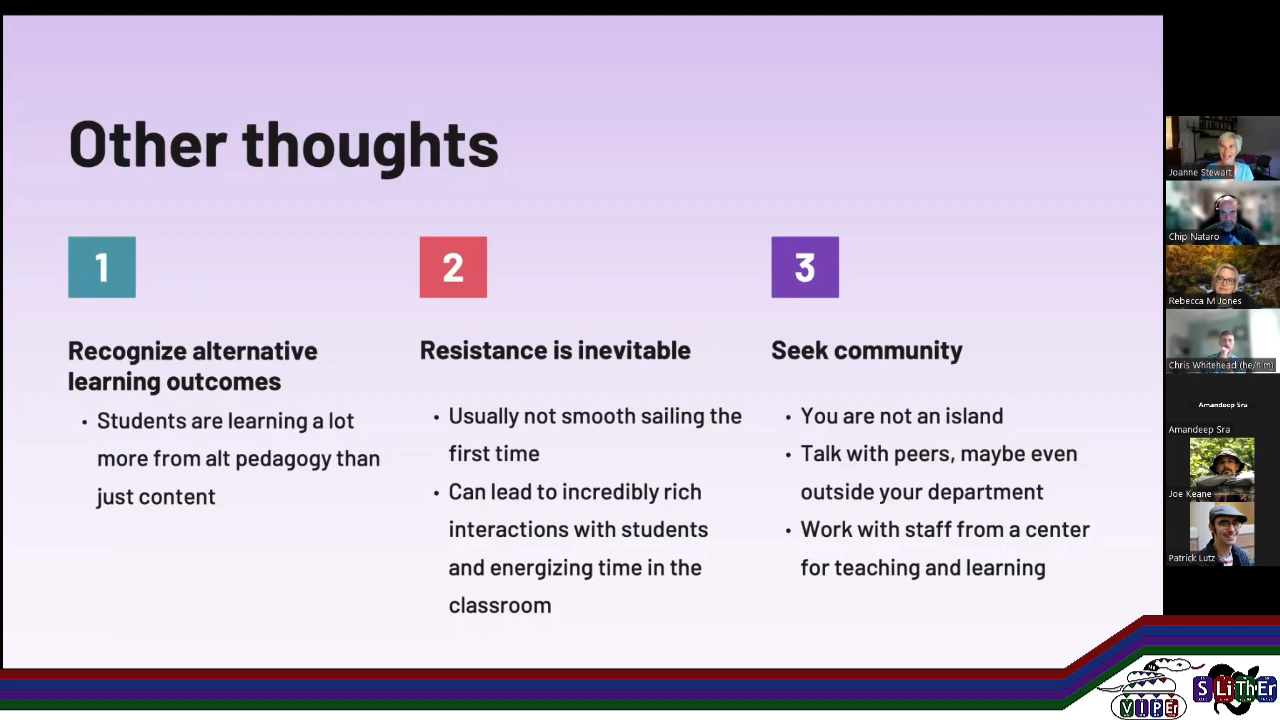 Other thoughts
1
Recognize alternative
learning outcomes
• Students are learning a lot
more from alt pedagogy than
just content
2
Resistance is inevitable
• Usually not smooth sailing the
first time
• Can lead to incredibly rich
interactions with students
and energizing time in the
classroom
3
Seek community
• You are not an island
• Talk with peers, maybe even
outside your department
• Work with staff from a center
for teaching and learning
Joanne Stewart
Chip Nataro
Rebecca M Jones
Chris Whitehead (he/him)
Amandeep Sra
Amandeep Sra
Joe Keane
Patrick Lutz
VIPEr
SLiThEr